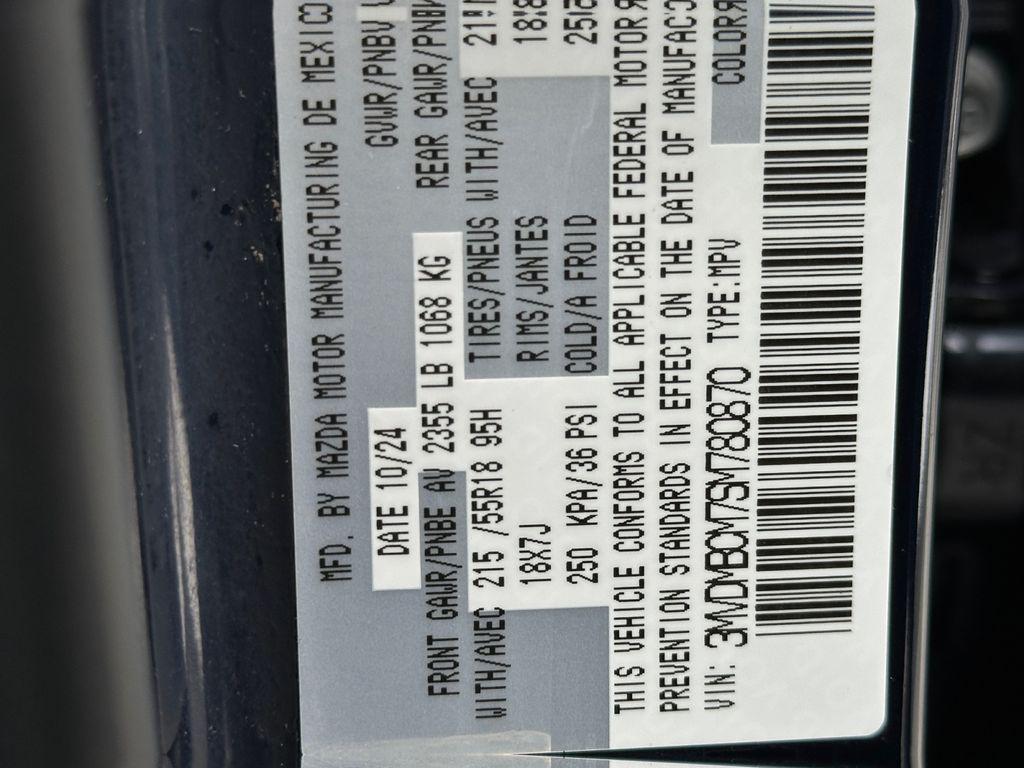 MFD. BY MAZDA MOTOR MANUFACTURING DE MEXICO
DATE 10/24 GVWR/PNBV
FRONT GAWR/PNBE AV 2355 LB 1068 KG REAR GAWR/PNB
WITH/AVEC 215 /55R18 95H TIRES/PNEUS WITH/AVEC
18X7J RIMS/JANTES
250 KPA/36 PSI COLD/A FROID
THIS VEHICLE CONFORMS TO ALL APPLICABLE FEDERAL MOTOR
PREVENTION STANDARDS IN EFFECT ON THE DATE OF MANUFAC
VIN: 3MVDMBCM7SM780870 TYPE:MPV COLOR